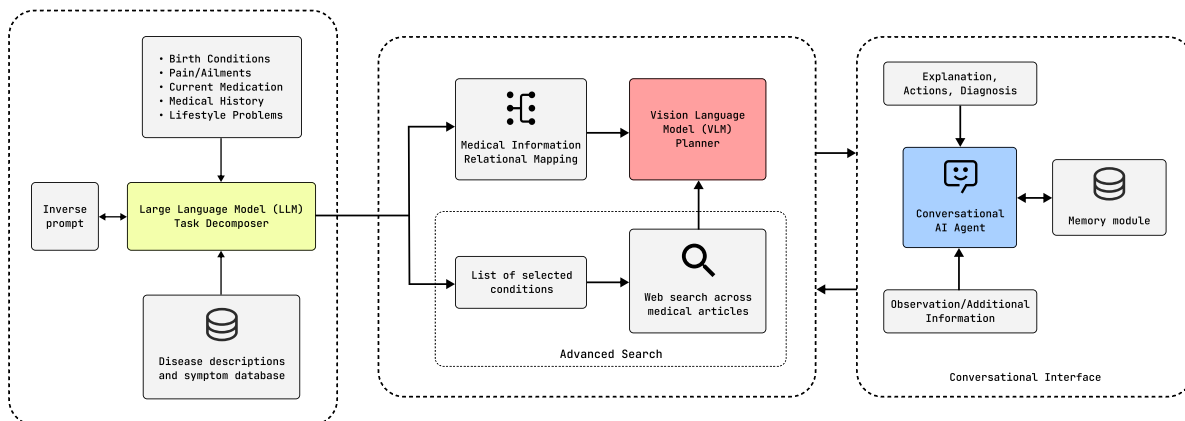 • Birth Conditions
• Pain/Ailments
• Current Medication
• Medical History
• Lifestyle Problems
Inverse
prompt
Large Language Model (LLM)
Task Decomposer
Disease descriptions
and symptom database
Medical Information
Relational Mapping
Vision Language
Model (VLM)
Planner
List of selected
conditions
Web search across
medical articles
Advanced Search
Explanation,
Actions, Diagnosis
Conversational
AI Agent
Memory module
Observation/Additional
Information
Conversational Interface